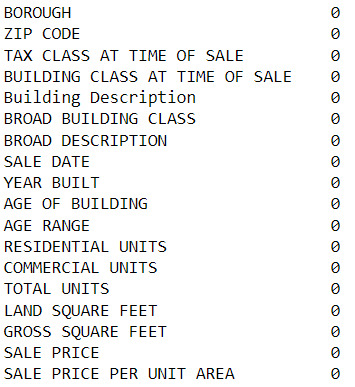 BOROUGH 0
ZIP CODE 0
TAX CLASS AT TIME OF SALE 0
BUILDING CLASS AT TIME OF SALE 0
Building Description 0
BROAD BUILDING CLASS 0
BROAD DESCRIPTION 0
SALE DATE 0
YEAR BUILT 0
AGE OF BUILDING 0
AGE RANGE 0
RESIDENTIAL UNITS 0
COMMERCIAL UNITS 0
TOTAL UNITS 0
LAND SQUARE FEET 0
GROSS SQUARE FEET 0
SALE PRICE 0
SALE PRICE PER UNIT AREA 0